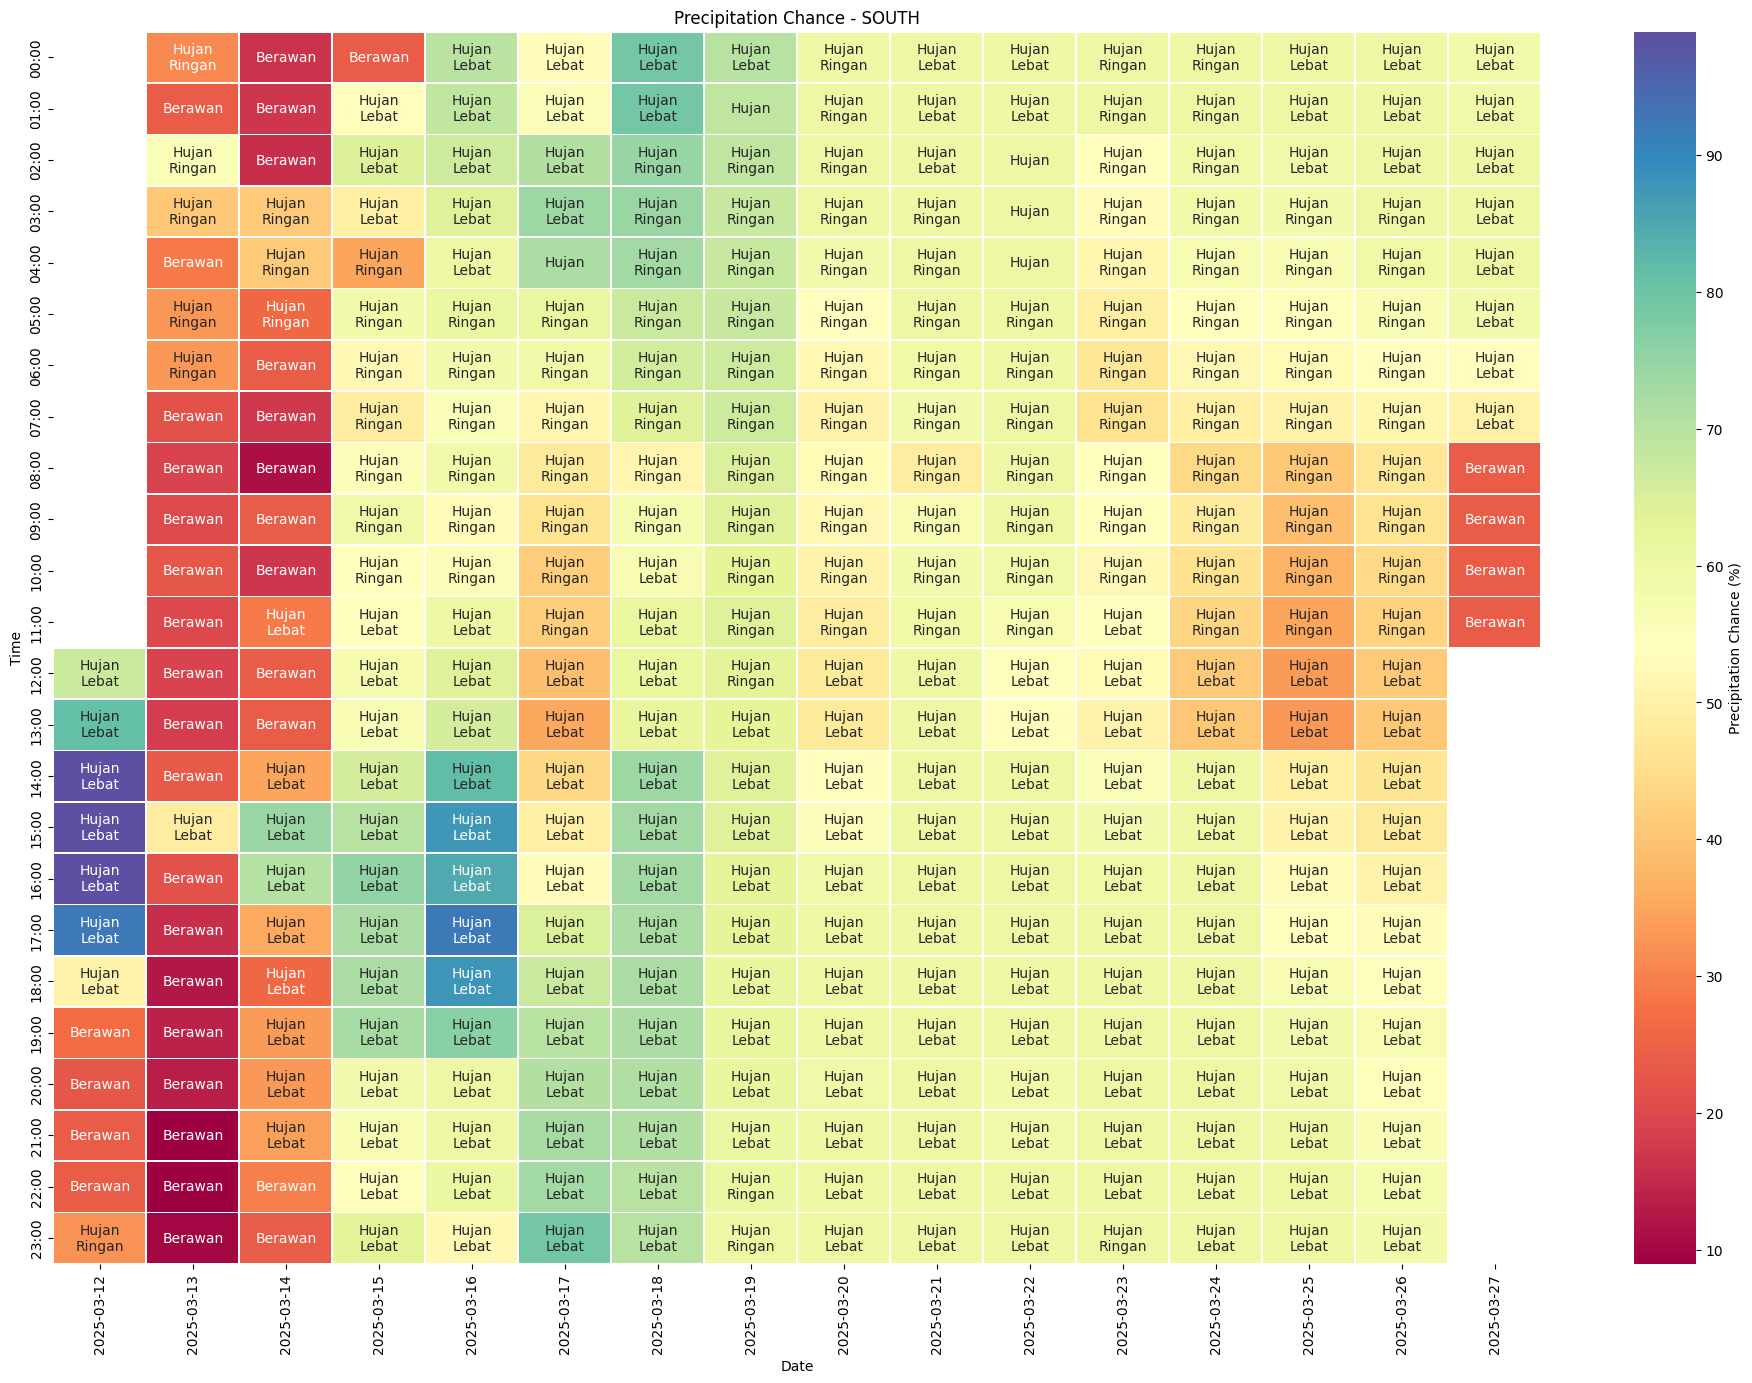 Precipitation Chance - SOUTH
00:00 Hujan Ringan Berawan Berawan Hujan Lebat Hujan Lebat Hujan Lebat Hujan Lebat Hujan Ringan Hujan Lebat Hujan Lebat Hujan Ringan Hujan Ringan Hujan Lebat Hujan Lebat Hujan Lebat
01:00 Berawan Berawan Hujan Lebat Hujan Lebat Hujan Lebat Hujan Lebat Hujan Hujan Ringan Hujan Lebat Hujan Lebat Hujan Ringan Hujan Ringan Hujan Lebat Hujan Lebat Hujan Lebat
02:00 Hujan Ringan Berawan Hujan Lebat Hujan Lebat Hujan Lebat Hujan Ringan Hujan Ringan Hujan Ringan Hujan Lebat Hujan Hujan Ringan Hujan Ringan Hujan Lebat Hujan Lebat Hujan Lebat
03:00 Hujan Ringan Hujan Ringan Hujan Lebat Hujan Lebat Hujan Lebat Hujan Ringan Hujan Ringan Hujan Ringan Hujan Ringan Hujan Hujan Ringan Hujan Ringan Hujan Ringan Hujan Ringan Hujan Lebat
04:00 Berawan Hujan Ringan Hujan Ringan Hujan Lebat Hujan Hujan Ringan Hujan Ringan Hujan Ringan Hujan Ringan Hujan Hujan Ringan Hujan Ringan Hujan Ringan Hujan Ringan Hujan Lebat
05:00 Hujan Ringan Hujan Ringan Hujan Ringan Hujan Ringan Hujan Ringan Hujan Ringan Hujan Ringan Hujan Ringan Hujan Ringan Hujan Ringan Hujan Ringan Hujan Ringan Hujan Ringan Hujan Ringan Hujan Lebat
06:00 Hujan Ringan Berawan Hujan Ringan Hujan Ringan Hujan Ringan Hujan Ringan Hujan Ringan Hujan Ringan Hujan Ringan Hujan Ringan Hujan Ringan Hujan Ringan Hujan Ringan Hujan Ringan Hujan Lebat
07:00 Berawan Berawan Hujan Ringan Hujan Ringan Hujan Ringan Hujan Ringan Hujan Ringan Hujan Ringan Hujan Ringan Hujan Ringan Hujan Ringan Hujan Ringan Hujan Ringan Hujan Ringan Hujan Lebat
08:00 Berawan Berawan Hujan Ringan Hujan Ringan Hujan Ringan Hujan Ringan Hujan Ringan Hujan Ringan Hujan Ringan Hujan Ringan Hujan Ringan Hujan Ringan Hujan Ringan Hujan Ringan Berawan
09:00 Berawan Berawan Hujan Ringan Hujan Ringan Hujan Ringan Hujan Ringan Hujan Ringan Hujan Ringan Hujan Ringan Hujan Ringan Hujan Ringan Hujan Ringan Hujan Ringan Hujan Ringan Berawan
10:00 Berawan Berawan Hujan Ringan Hujan Ringan Hujan Ringan Hujan Lebat Hujan Ringan Hujan Ringan Hujan Ringan Hujan Ringan Hujan Ringan Hujan Ringan Hujan Ringan Hujan Ringan Berawan
11:00 Berawan Hujan Lebat Hujan Lebat Hujan Lebat Hujan Ringan Hujan Lebat Hujan Ringan Hujan Ringan Hujan Ringan Hujan Ringan Hujan Lebat Hujan Ringan Hujan Ringan Hujan Ringan Berawan
12:00 Hujan Lebat Berawan Berawan Hujan Lebat Hujan Lebat Hujan Lebat Hujan Lebat Hujan Ringan Hujan Lebat Hujan Lebat Hujan Lebat Hujan Lebat Hujan Lebat Hujan Lebat Hujan Lebat
13:00 Hujan Lebat Berawan Berawan Hujan Lebat Hujan Lebat Hujan Lebat Hujan Lebat Hujan Lebat Hujan Lebat Hujan Lebat Hujan Lebat Hujan Lebat Hujan Lebat Hujan Lebat Hujan Lebat
14:00 Hujan Lebat Berawan Hujan Lebat Hujan Lebat Hujan Lebat Hujan Lebat Hujan Lebat Hujan Lebat Hujan Lebat Hujan Lebat Hujan Lebat Hujan Lebat Hujan Lebat Hujan Lebat Hujan Lebat
15:00 Hujan Lebat Hujan Lebat Hujan Lebat Hujan Lebat Hujan Lebat Hujan Lebat Hujan Lebat Hujan Lebat Hujan Lebat Hujan Lebat Hujan Lebat Hujan Lebat Hujan Lebat Hujan Lebat Hujan Lebat
16:00 Hujan Lebat Berawan Hujan Lebat Hujan Lebat Hujan Lebat Hujan Lebat Hujan Lebat Hujan Lebat Hujan Lebat Hujan Lebat Hujan Lebat Hujan Lebat Hujan Lebat Hujan Lebat Hujan Lebat
17:00 Hujan Lebat Berawan Hujan Lebat Hujan Lebat Hujan Lebat Hujan Lebat Hujan Lebat Hujan Lebat Hujan Lebat Hujan Lebat Hujan Lebat Hujan Lebat Hujan Lebat Hujan Lebat Hujan Lebat
18:00 Hujan Lebat Berawan Hujan Lebat Hujan Lebat Hujan Lebat Hujan Lebat Hujan Lebat Hujan Lebat Hujan Lebat Hujan Lebat Hujan Lebat Hujan Lebat Hujan Lebat Hujan Lebat Hujan Lebat
19:00 Berawan Berawan Hujan Lebat Hujan Lebat Hujan Lebat Hujan Lebat Hujan Lebat Hujan Lebat Hujan Lebat Hujan Lebat Hujan Lebat Hujan Lebat Hujan Lebat Hujan Lebat Hujan Lebat
20:00 Berawan Berawan Hujan Lebat Hujan Lebat Hujan Lebat Hujan Lebat Hujan Lebat Hujan Lebat Hujan Lebat Hujan Lebat Hujan Lebat Hujan Lebat Hujan Lebat Hujan Lebat Hujan Lebat
21:00 Berawan Berawan Hujan Lebat Hujan Lebat Hujan Lebat Hujan Lebat Hujan Lebat Hujan Lebat Hujan Lebat Hujan Lebat Hujan Lebat Hujan Lebat Hujan Lebat Hujan Lebat Hujan Lebat
22:00 Berawan Berawan Berawan Hujan Lebat Hujan Lebat Hujan Lebat Hujan Lebat Hujan Ringan Hujan Lebat Hujan Lebat Hujan Lebat Hujan Lebat Hujan Lebat Hujan Lebat Hujan Lebat
23:00 Hujan Ringan Berawan Berawan Hujan Lebat Hujan Lebat Hujan Lebat Hujan Lebat Hujan Ringan Hujan Lebat Hujan Lebat Hujan Lebat Hujan Ringan Hujan Lebat Hujan Lebat Hujan Lebat
Time
2025-03-12 2025-03-13 2025-03-14 2025-03-15 2025-03-16 2025-03-17 2025-03-18 2025-03-19 2025-03-20 2025-03-21 2025-03-22 2025-03-23 2025-03-24 2025-03-25 2025-03-26 2025-03-27
Date
90
80
70
60
50
40
30
20
10
Precipitation Chance (%)